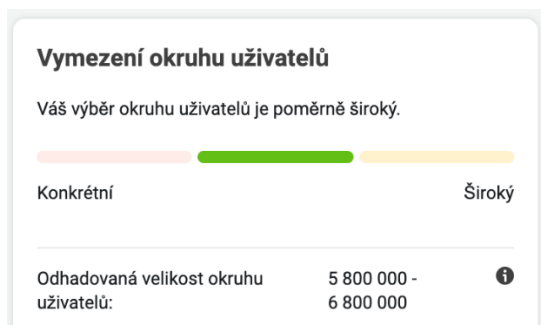 Vymezení okruhu uživatelů
Váš výběr okruhu uživatelů je poměrně široký.
Konkrétní Široký
Odhadovaná velikost okruhu 5 800 000 -
uživatelů: 6 800 000